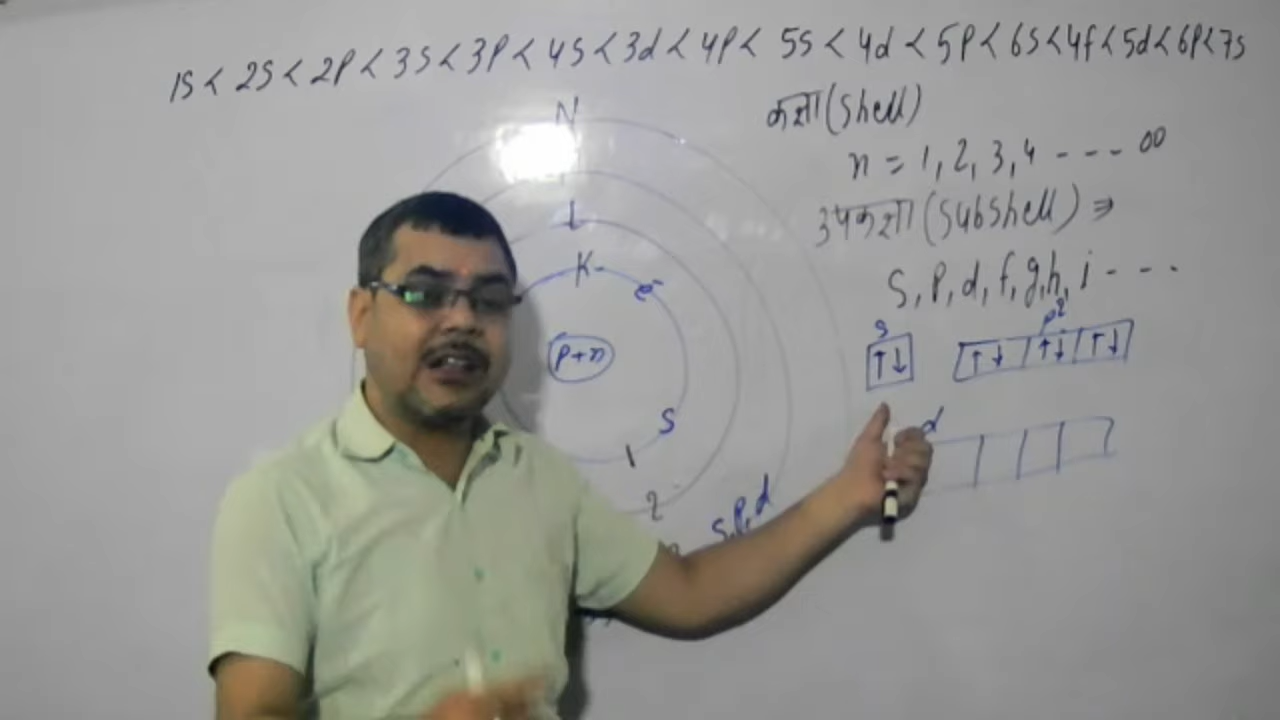 1S < 2S < 2P < 3S < 3P < 4S < 3d < 4P < 5S < 4d < 5P < 6S < 4f < 5d < 6P < 7S
कक्षा (Shell)
n = 1, 2, 3, 4 - - - - ∞
उपकक्षा (Subshell) ⇒
S, P, d, f, g, h, i - - -
N
L
K
e⁻
P+n
S
1
2
S, P, d
S
↑↓
↑↓ ↑↓ ↑↓
d